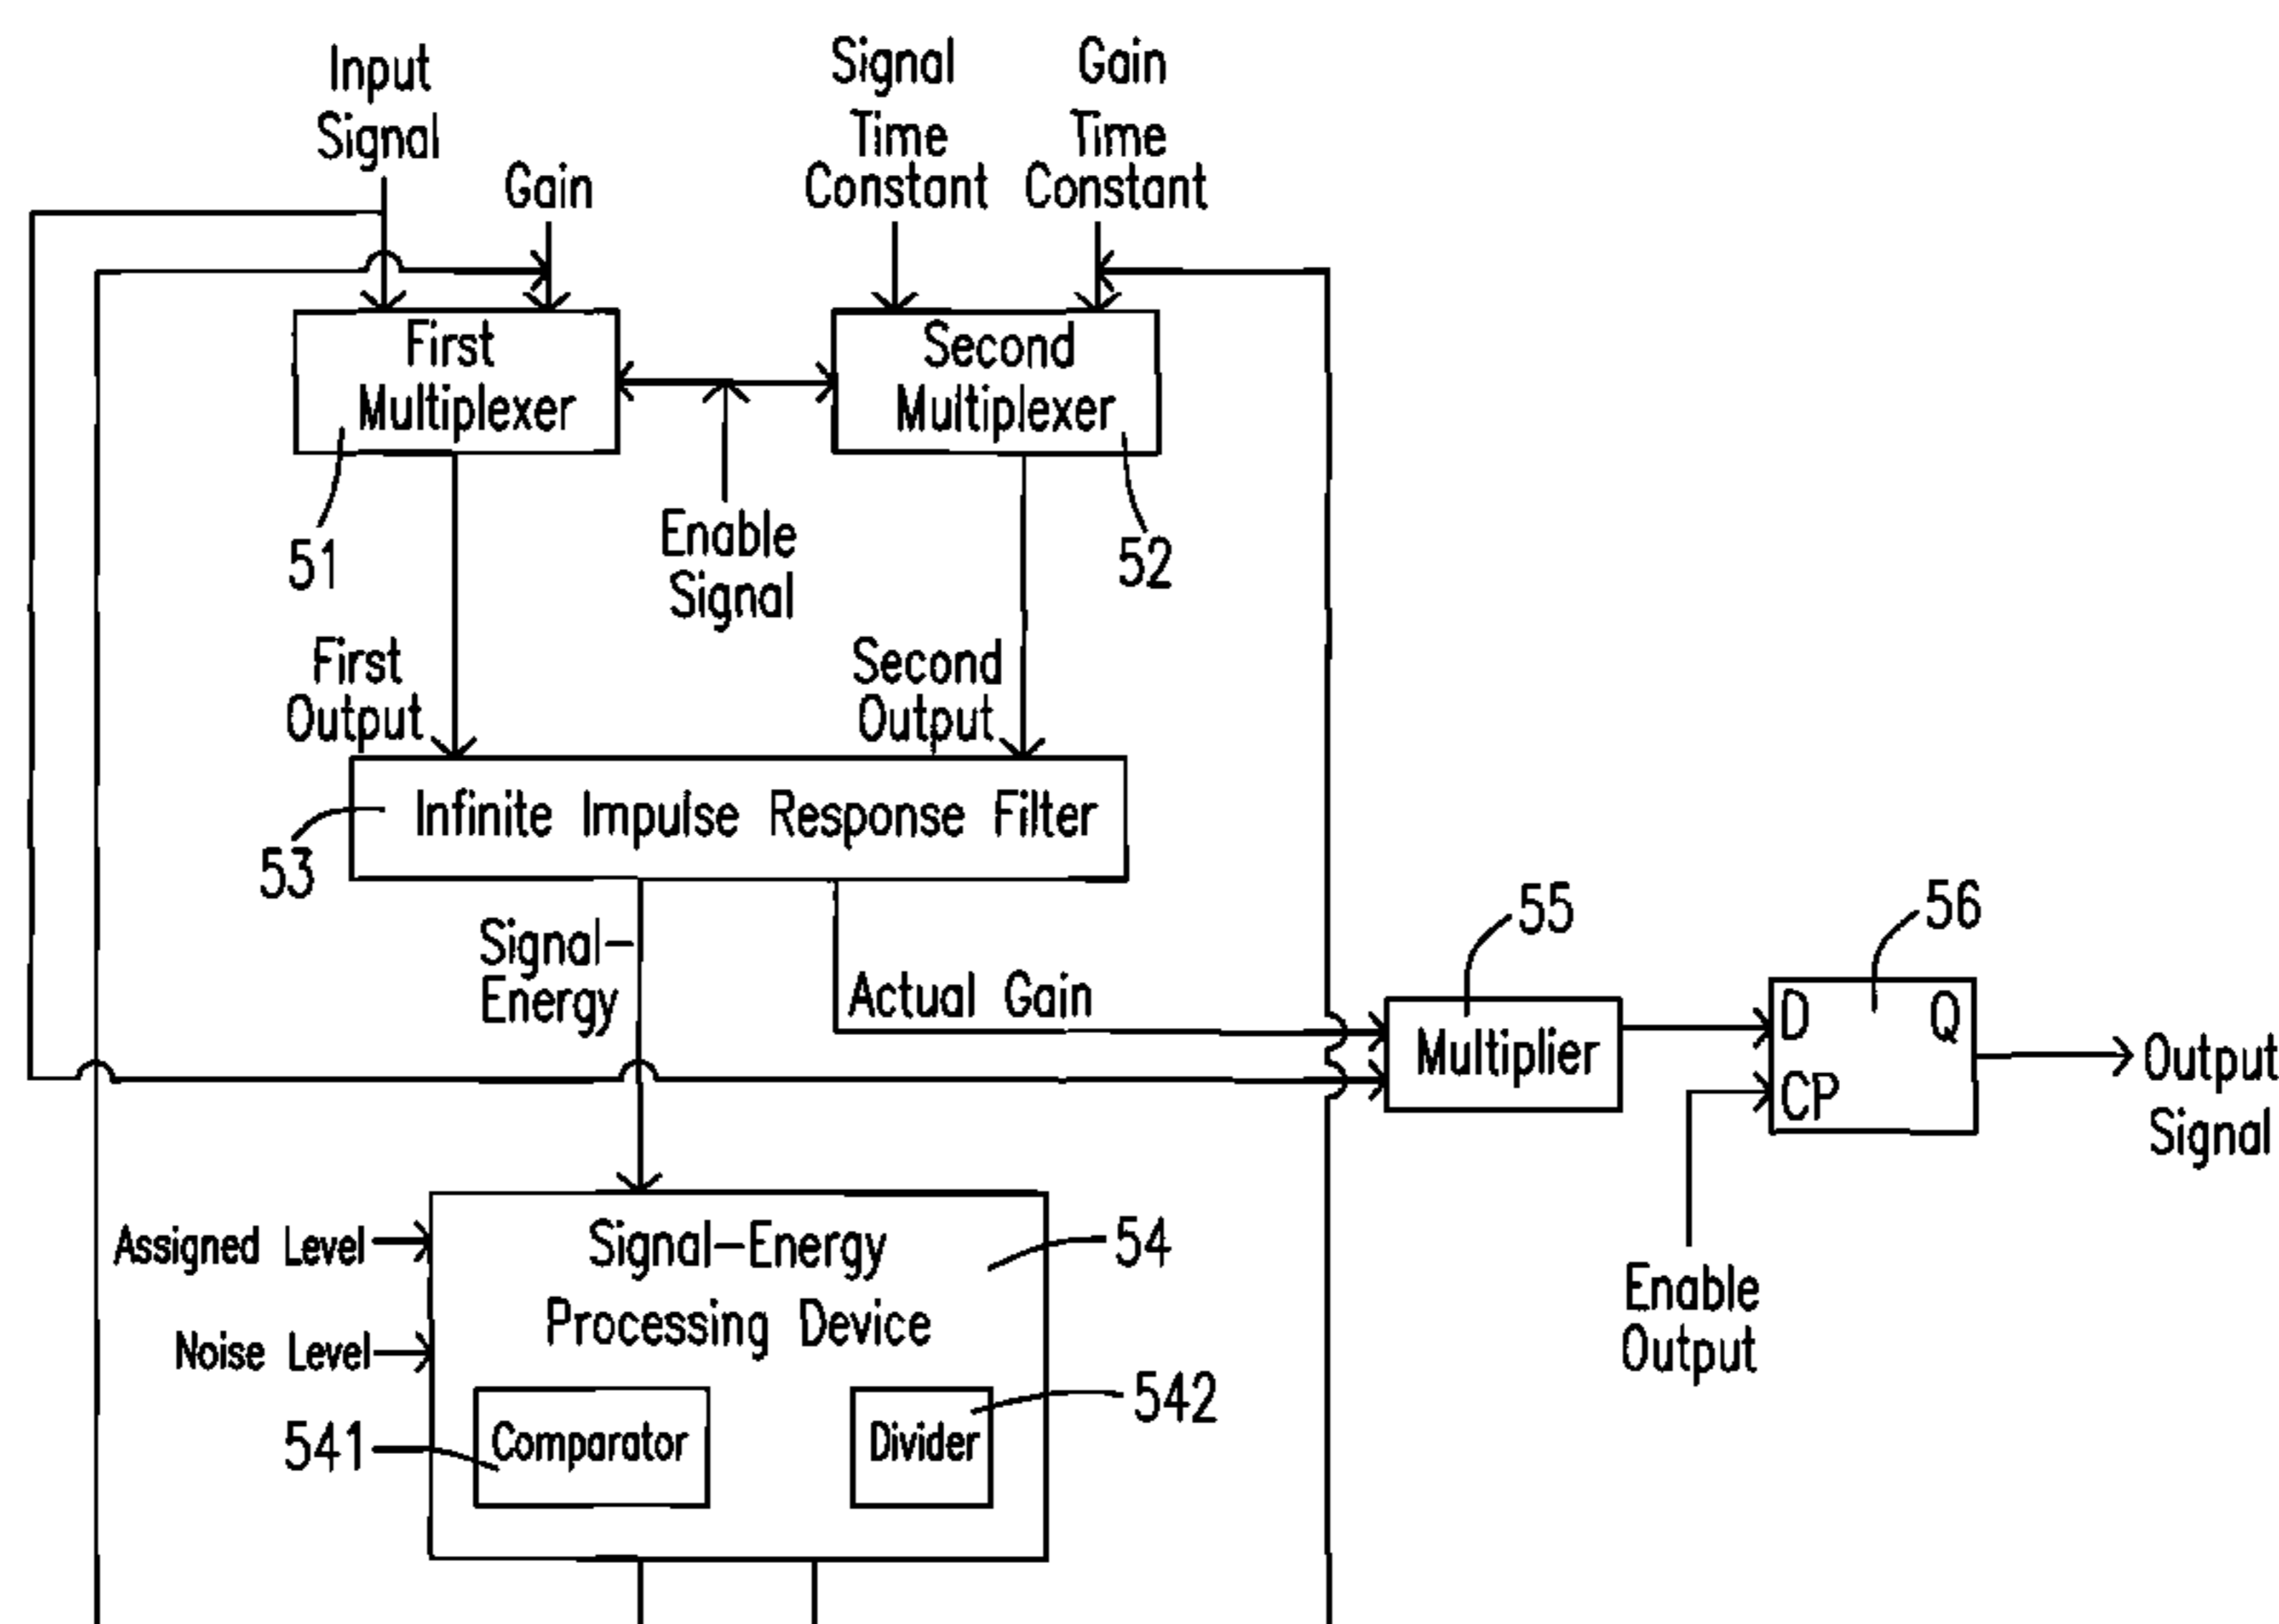 Input
Signal
Gain
Signal
Time
Constant
Gain
Time
Constant
First
Multiplexer
Second
Multiplexer
51
Enable
Signal
52
First
Output
Second
Output
Infinite Impulse Response Filter
53
Signal-
Energy
Actual Gain
55
Multiplier
56
D
Q
CP
Output
Signal
Enable
Output
Assigned Level
Noise Level
Signal-Energy
Processing Device
54
541
Comparator
Divider
542